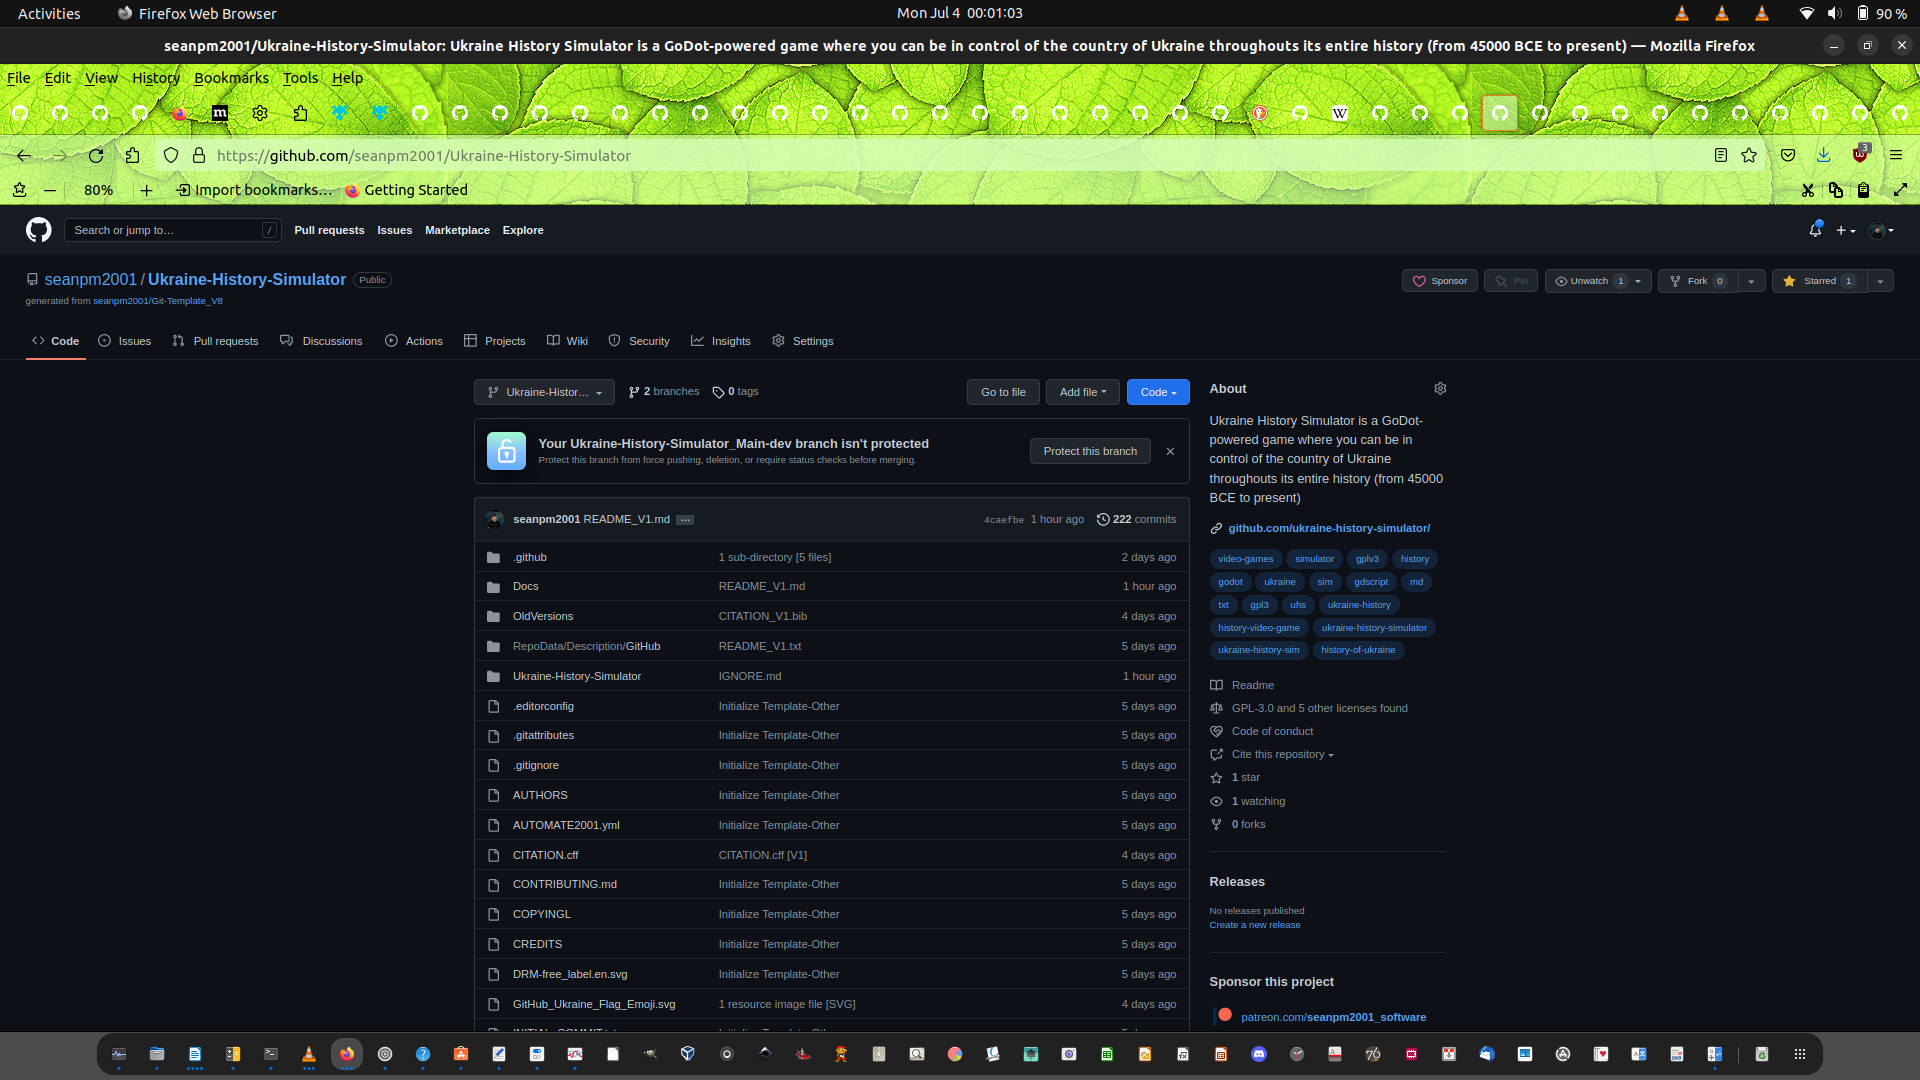 Activities
Firefox Web Browser
Mon Jul 4 00:01:03
90 %
seanpm2001/Ukraine-History-Simulator: Ukraine History Simulator is a GoDot-powered game where you can be in control of the country of Ukraine throughouts its entire history (from 45000 BCE to present) — Mozilla Firefox
File Edit View History Bookmarks Tools Help
https://github.com/seanpm2001/Ukraine-History-Simulator
3
80%
Import bookmarks…
Getting Started
Search or jump to…
/
Pull requests Issues Marketplace Explore
seanpm2001 / Ukraine-History-Simulator Public
generated from seanpm2001/Git-Template_V8
Sponsor
Pin
Unwatch 1
Fork 0
Starred 1
Code
Issues
Pull requests
Discussions
Actions
Projects
Wiki
Security
Insights
Settings
Ukraine-Histor…
2 branches
0 tags
Go to file
Add file
Code
Your Ukraine-History-Simulator_Main-dev branch isn't protected
Protect this branch from force pushing, deletion, or require status checks before merging.
Protect this branch
seanpm2001 README_V1.md
4caefbe 1 hour ago
222 commits
.github 1 sub-directory [5 files] 2 days ago
Docs README_V1.md 1 hour ago
OldVersions CITATION_V1.bib 4 days ago
RepoData/Description/GitHub README_V1.txt 5 days ago
Ukraine-History-Simulator IGNORE.md 1 hour ago
.editorconfig Initialize Template-Other 5 days ago
.gitattributes Initialize Template-Other 5 days ago
.gitignore Initialize Template-Other 5 days ago
AUTHORS Initialize Template-Other 5 days ago
AUTOMATE2001.yml Initialize Template-Other 5 days ago
CITATION.cff CITATION.cff [V1] 4 days ago
CONTRIBUTING.md Initialize Template-Other 5 days ago
COPYINGL Initialize Template-Other 5 days ago
CREDITS Initialize Template-Other 5 days ago
DRM-free_label.en.svg Initialize Template-Other 5 days ago
GitHub_Ukraine_Flag_Emoji.svg 1 resource image file [SVG] 4 days ago
About
Ukraine History Simulator is a GoDot-
powered game where you can be in
control of the country of Ukraine
throughouts its entire history (from 45000
BCE to present)
github.com/ukraine-history-simulator/
video-games simulator gplv3 history
godot ukraine sim gdscript md
txt gpl3 uhs ukraine-history
history-video-game ukraine-history-simulator
ukraine-history-sim history-of-ukraine
Readme
GPL-3.0 and 5 other licenses found
Code of conduct
Cite this repository
1 star
1 watching
0 forks
Releases
No releases published
Create a new release
Sponsor this project
patreon.com/seanpm2001_software